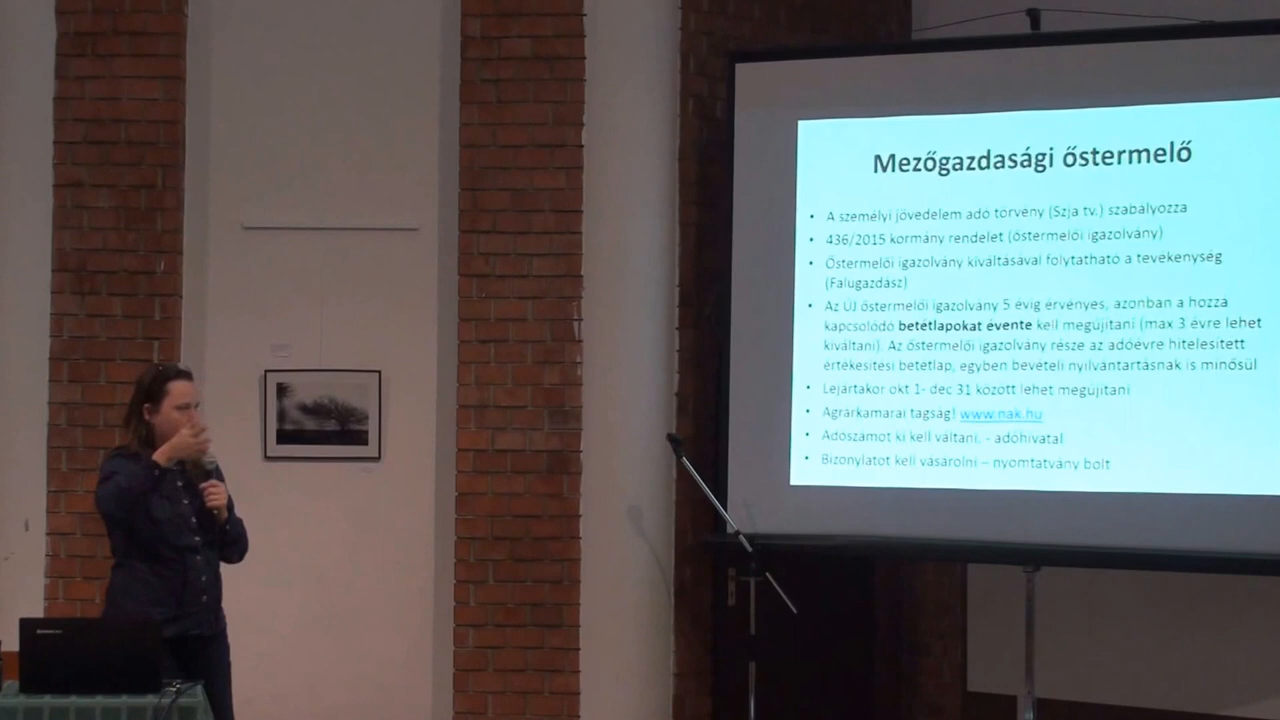 Mezőgazdasági őstermelő
• A személyi jövedelem adó törvény (Szja tv.) szabályozza
• 436/2015 kormány rendelet (őstermelői igazolvány)
• Őstermelői igazolvány kiváltásával folytatható a tevékenység
(Falugazdász)
• Az ÚJ őstermelői igazolvány 5 évig érvényes, azonban a hozzá
kapcsolódó betétlapokat évente kell megújítani (max 3 évre lehet
kiváltani). Az őstermelői igazolvány része az adóévre hitelesített
értékesítési betétlap, egyben bevételi nyilvántartásnak is minősül
• Lejártakor okt 1- dec 31 között lehet megújítani
• Agrárkamarai tagság! www.nak.hu
• Adószámot ki kell váltani. - adóhivatal
• Bizonylatot kell vásárolni – nyomtatvány bolt